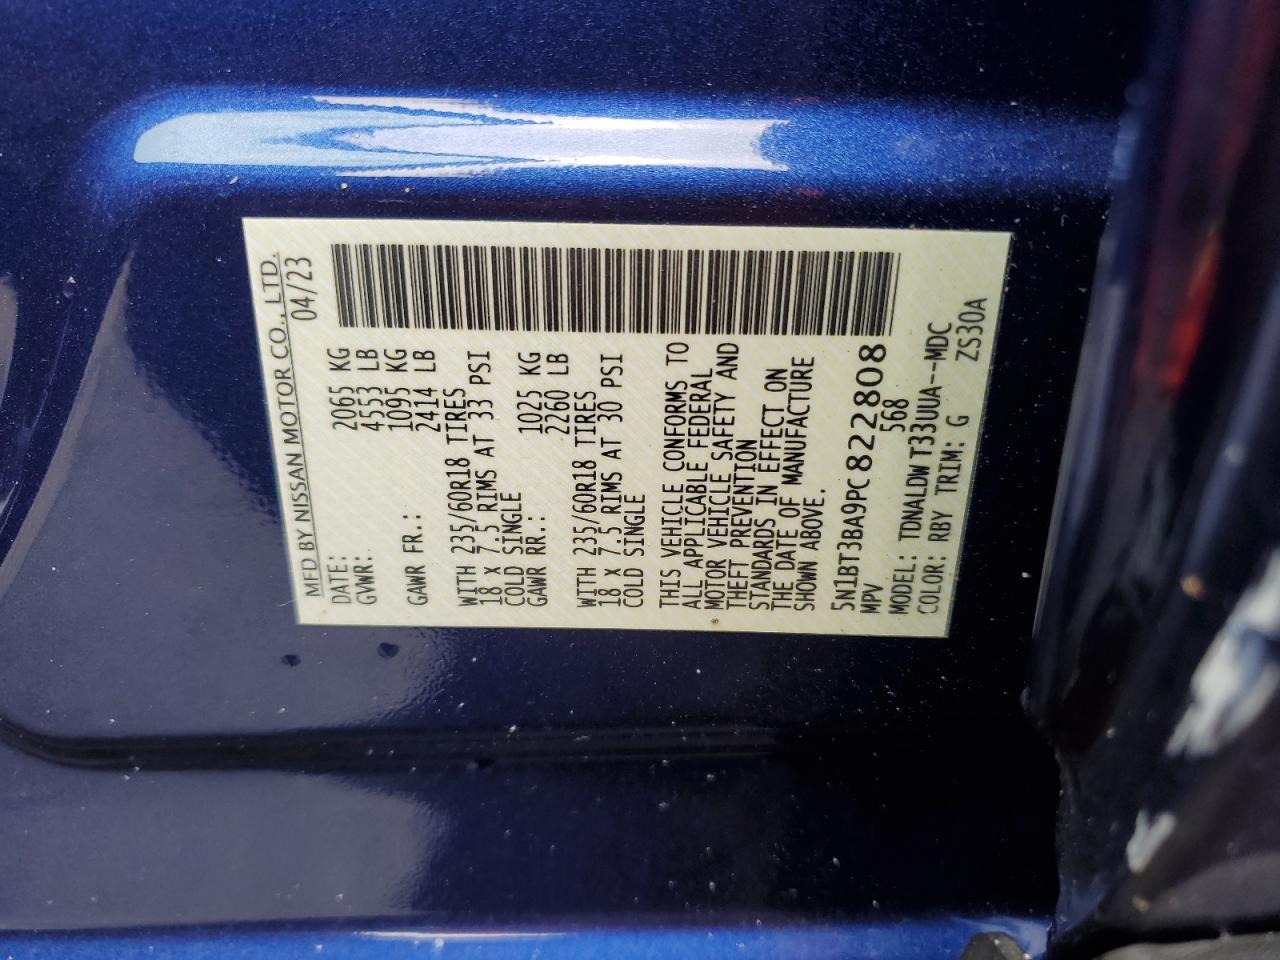 MFD BY NISSAN MOTOR CO., LTD.
DATE: 04/23
GVWR: 2065 KG
4553 LB
GAWR FR.: 1095 KG
2414 LB
WITH 235/60R18 TIRES
18 X 7.5 RIMS AT 33 PSI
COLD SINGLE
GAWR RR.: 1025 KG
2260 LB
WITH 235/60R18 TIRES
18 X 7.5 RIMS AT 30 PSI
COLD SINGLE
THIS VEHICLE CONFORMS TO
ALL APPLICABLE FEDERAL
MOTOR VEHICLE SAFETY AND
THEFT PREVENTION
STANDARDS IN EFFECT ON
THE DATE OF MANUFACTURE
SHOWN ABOVE.
5N1BT3BA9PC822808
MPV 568
MODEL: TDNALDW T33UUA--MDC
COLOR: RBY TRIM: G ZS30A